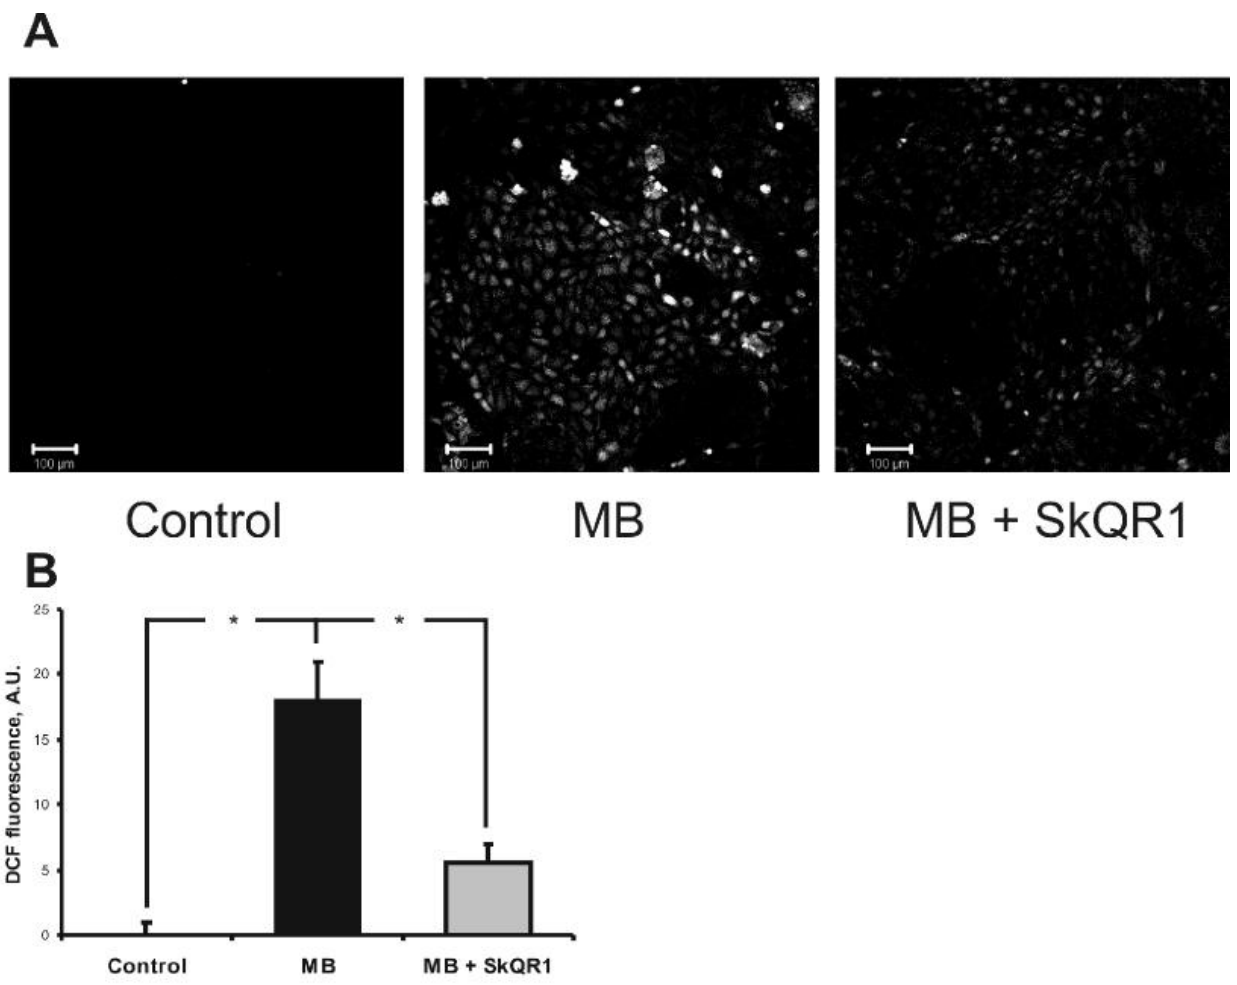 A
100 µm
100 µm
100 µm
Control
MB
MB + SkQR1
B
DCF fluorescence, A.U.
25
20
15
10
5
0
*
*
Control
MB
MB + SkQR1